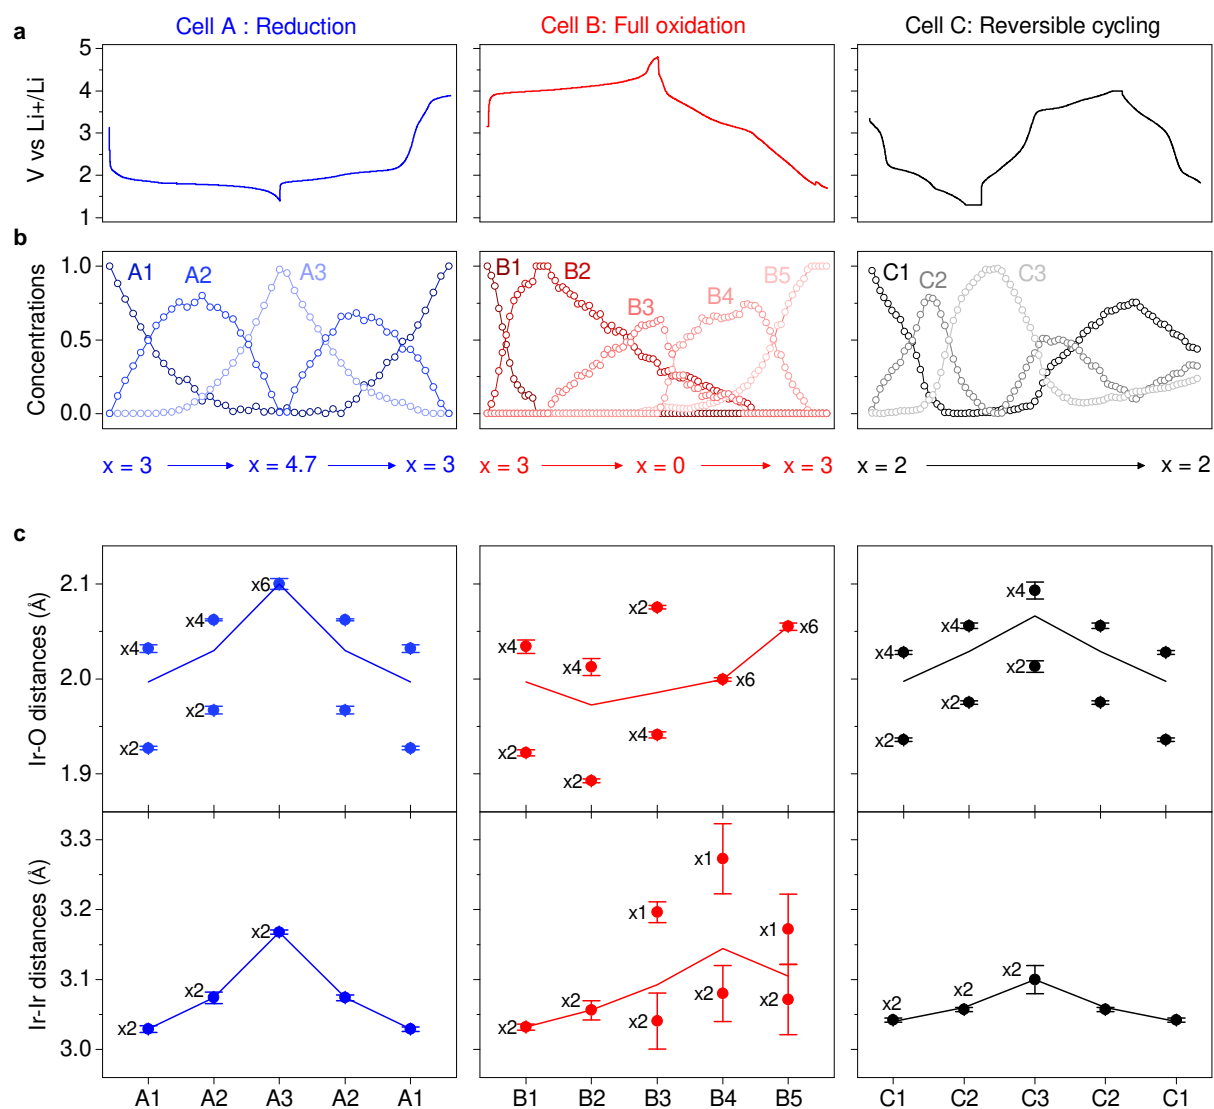 a
Cell A : Reduction
Cell B: Full oxidation
Cell C: Reversible cycling
V vs Li+/Li
5
4
3
2
1
b
Concentrations
1.0
0.5
0.0
A1
A2
A3
B1
B2
B3
B4
B5
C1
C2
C3
x = 3
x = 4.7
x = 3
x = 3
x = 0
x = 3
x = 2
x = 2
c
Ir-O distances (Å)
2.1
2.0
1.9
x4
x2
x4
x2
x6
x4
x2
x4
x2
x2
x4
x6
x6
x4
x2
x4
x2
x4
x2
Ir-Ir distances (Å)
3.3
3.2
3.1
3.0
x2
x2
x2
x2
x2
x1
x2
x1
x2
x1
x2
x2
x2
x2
A1
A2
A3
A2
A1
B1
B2
B3
B4
B5
C1
C2
C3
C2
C1